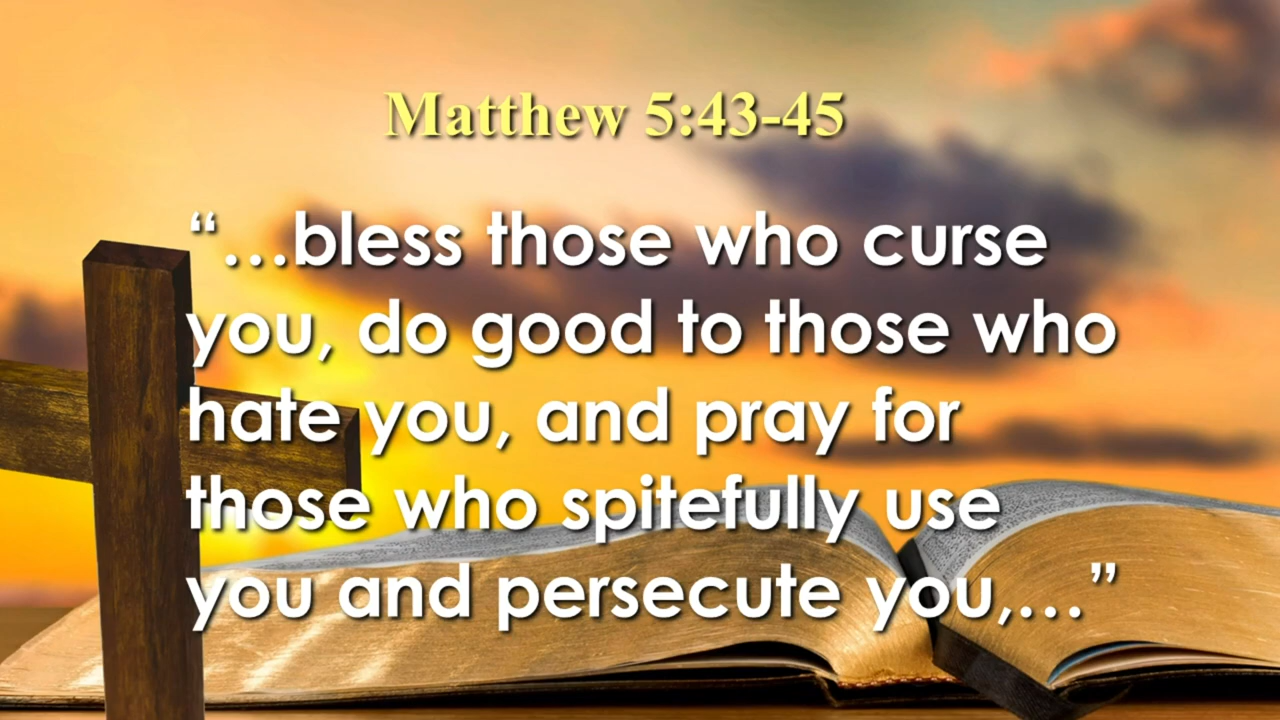 Matthew 5:43-45
“…bless those who curse
you, do good to those who
hate you, and pray for
those who spitefully use
you and persecute you,…”